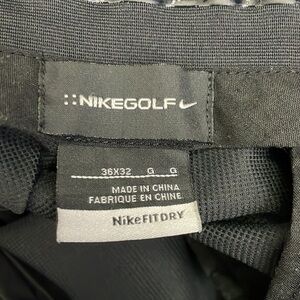 NIKEGOLF
36X32 G G
MADE IN CHINA
FABRIQUE EN CHINE
NikeFITDRY